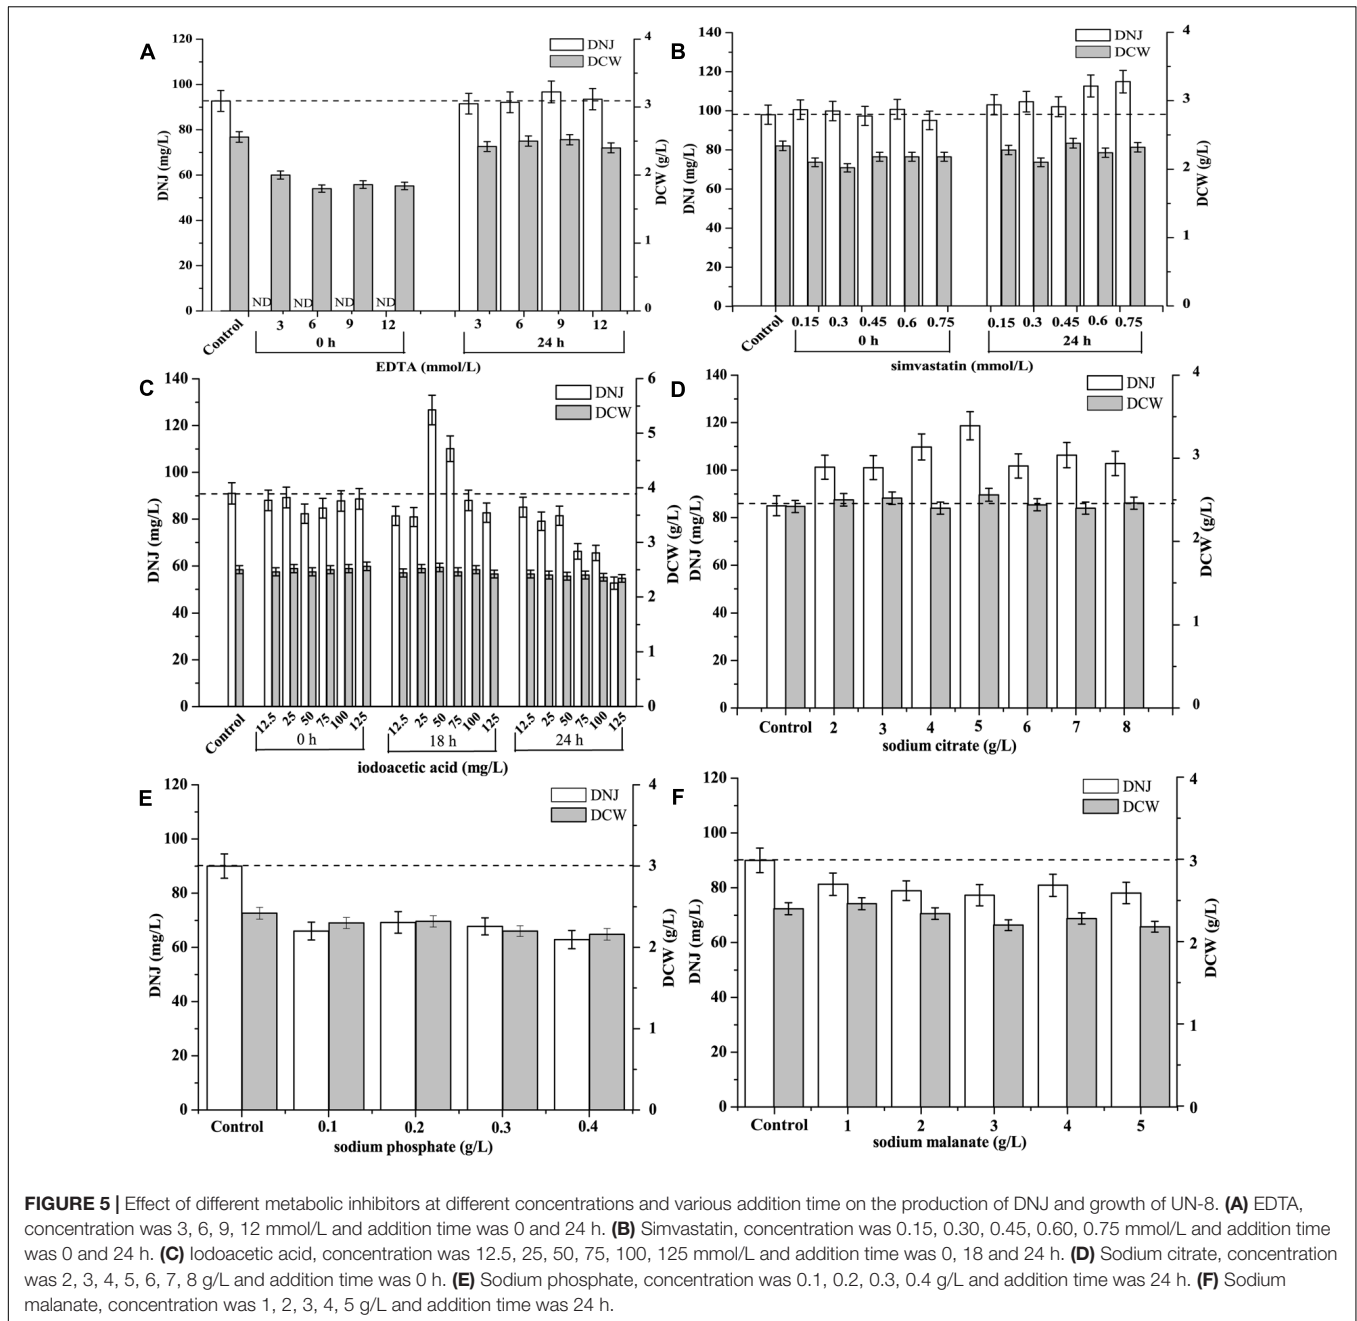 A
DNJ
DCW
DNJ (mg/L)
120
100
80
60
40
20
0
DCW (g/L)
4
3
2
1
0
ND ND ND ND
Control 3 6 9 12 3 6 9 12
0 h 24 h
EDTA (mmol/L)
B
DNJ
DCW
DNJ (mg/L)
140
120
100
80
60
40
20
0
DCW (g/L)
4
3
2
1
0
Control 0.15 0.3 0.45 0.6 0.75 0.15 0.3 0.45 0.6 0.75
0 h 24 h
simvastatin (mmol/L)
C
DNJ
DCW
DNJ (mg/L)
140
120
100
80
60
40
20
0
DCW (g/L)
6
5
4
3
2
1
0
Control 12.5 25 50 75 100 125 12.5 25 50 75 100 125 12.5 25 50 75 100 125
0 h 18 h 24 h
iodoacetic acid (mg/L)
D
DNJ
DCW
DNJ (mg/L)
140
120
100
80
60
40
20
0
DCW (g/L)
4
3
2
1
0
Control 2 3 4 5 6 7 8
sodium citrate (g/L)
E
DNJ
DCW
DNJ (mg/L)
120
100
80
60
40
20
0
DCW (g/L)
4
3
2
1
0
Control 0.1 0.2 0.3 0.4
sodium phosphate (g/L)
F
DNJ
DCW
DNJ (mg/L)
120
100
80
60
40
20
0
DCW (g/L)
4
3
2
1
0
Control 1 2 3 4 5
sodium malanate (g/L)
FIGURE 5 | Effect of different metabolic inhibitors at different concentrations and various addition time on the production of DNJ and growth of UN-8. (A) EDTA,
concentration was 3, 6, 9, 12 mmol/L and addition time was 0 and 24 h. (B) Simvastatin, concentration was 0.15, 0.30, 0.45, 0.60, 0.75 mmol/L and addition time
was 0 and 24 h. (C) Iodoacetic acid, concentration was 12.5, 25, 50, 75, 100, 125 mmol/L and addition time was 0, 18 and 24 h. (D) Sodium citrate, concentration
was 2, 3, 4, 5, 6, 7, 8 g/L and addition time was 0 h. (E) Sodium phosphate, concentration was 0.1, 0.2, 0.3, 0.4 g/L and addition time was 24 h. (F) Sodium
malanate, concentration was 1, 2, 3, 4, 5 g/L and addition time was 24 h.